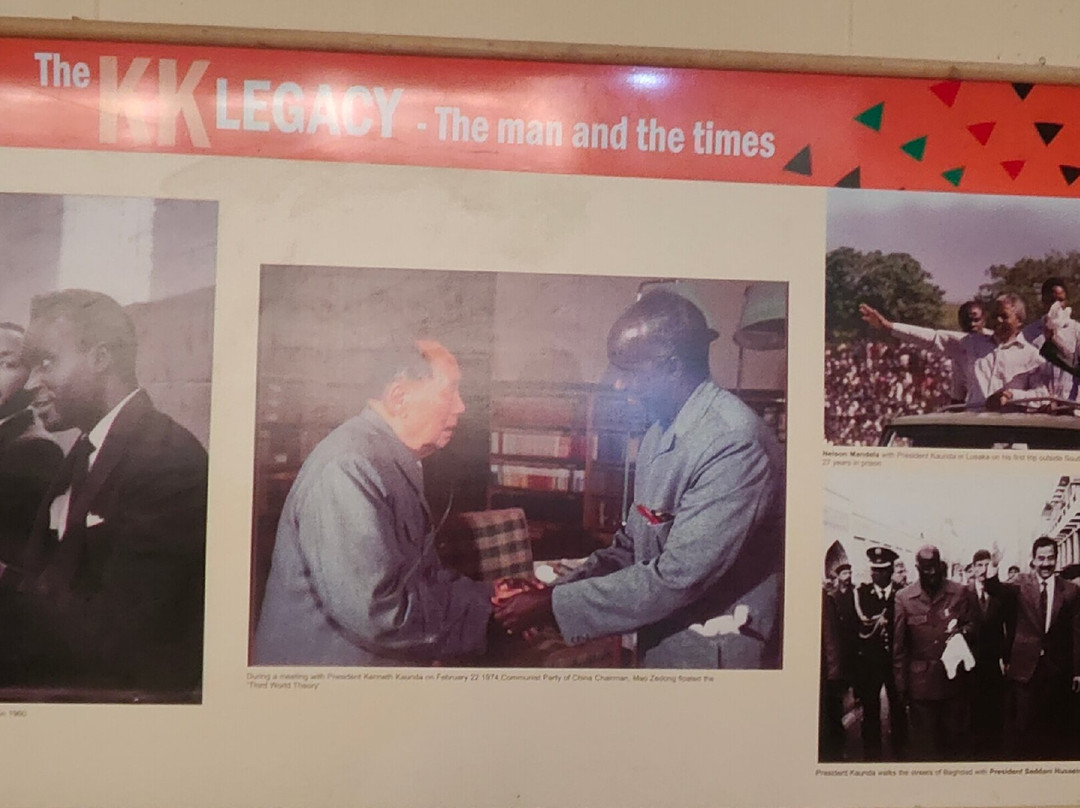 The KK LEGACY - The man and the times
in 1960
During a meeting with President Kenneth Kaunda on February 22 1974 Communist Party of China Chairman, Mao Zedong floated the
'Third World Theory'
Nelson Mandela with President Kaunda in Lusaka on his first trip outside
27 years in prison
President Kaunda walks the streets of Baghdad with President Saddam